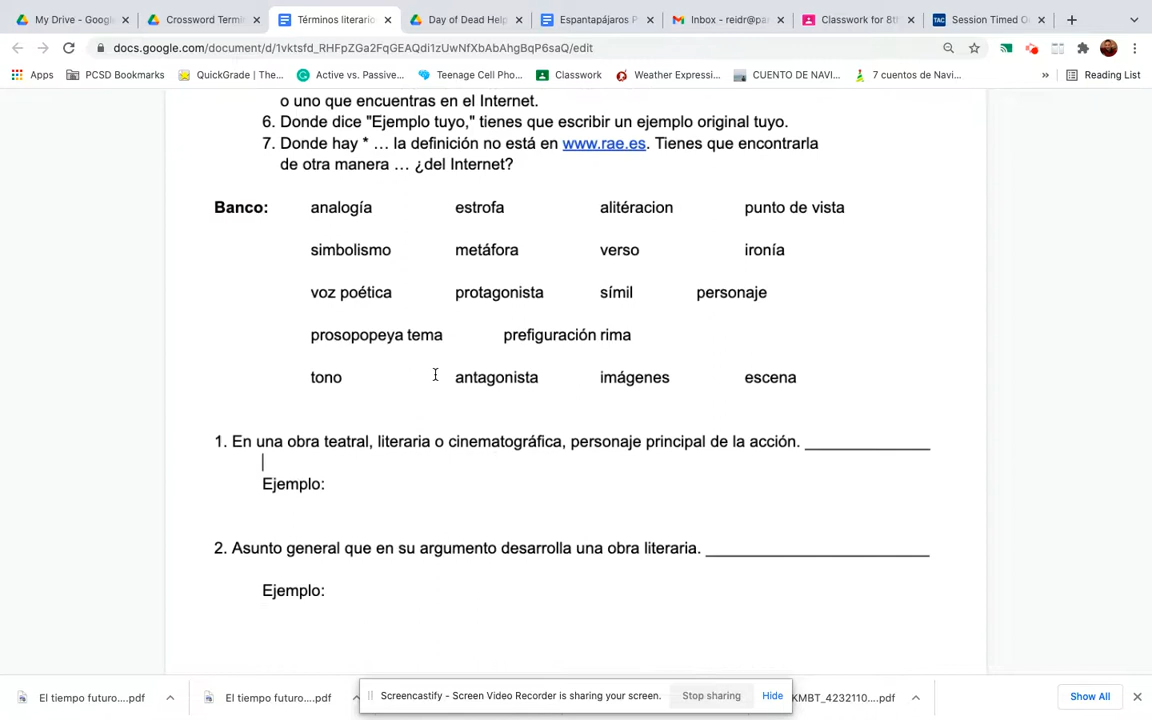 My Drive - Google
Crossword Termi
Términos literario
Day of Dead Help
Espantapájaros P
Inbox - reidr@pa
Classwork for 8th
Session Timed O
docs.google.com/document/d/1vktsfd_RHFpZGa2FqGEAQdi1zUwNfXbAbAhgBqP6saQ/edit
Apps
PCSD Bookmarks
QuickGrade | The...
Active vs. Passive...
Teenage Cell Pho...
Classwork
Weather Expressi...
CUENTO DE NAVI...
7 cuentos de Navi...
»
Reading List
o uno que encuentras en el Internet.
6. Donde dice "Ejemplo tuyo," tienes que escribir un ejemplo original tuyo.
7. Donde hay * … la definición no está en www.rae.es. Tienes que encontrarla
de otra manera … ¿del Internet?
Banco: analogía estrofa alitéracion punto de vista
simbolismo metáfora verso ironía
voz poética protagonista símil personaje
prosopopeya tema prefiguración rima
tono antagonista imágenes escena
1. En una obra teatral, literaria o cinematográfica, personaje principal de la acción. ______________
Ejemplo:
2. Asunto general que en su argumento desarrolla una obra literaria. _________________________
Ejemplo:
El tiempo futuro....pdf
El tiempo futuro....pdf
Screencastify - Screen Video Recorder is sharing your screen.
Stop sharing
Hide
KMBT_4232110....pdf
Show All